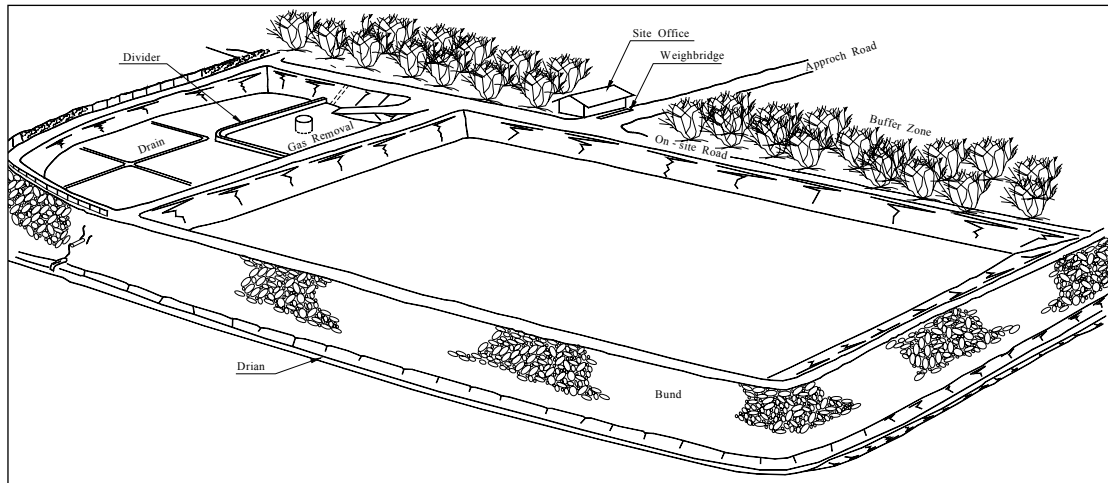 Site Office
Weighbridge
Divider
Approch Road
Buffer Zone
Drain
Gas Removal
On - site Road
Drian
Bund